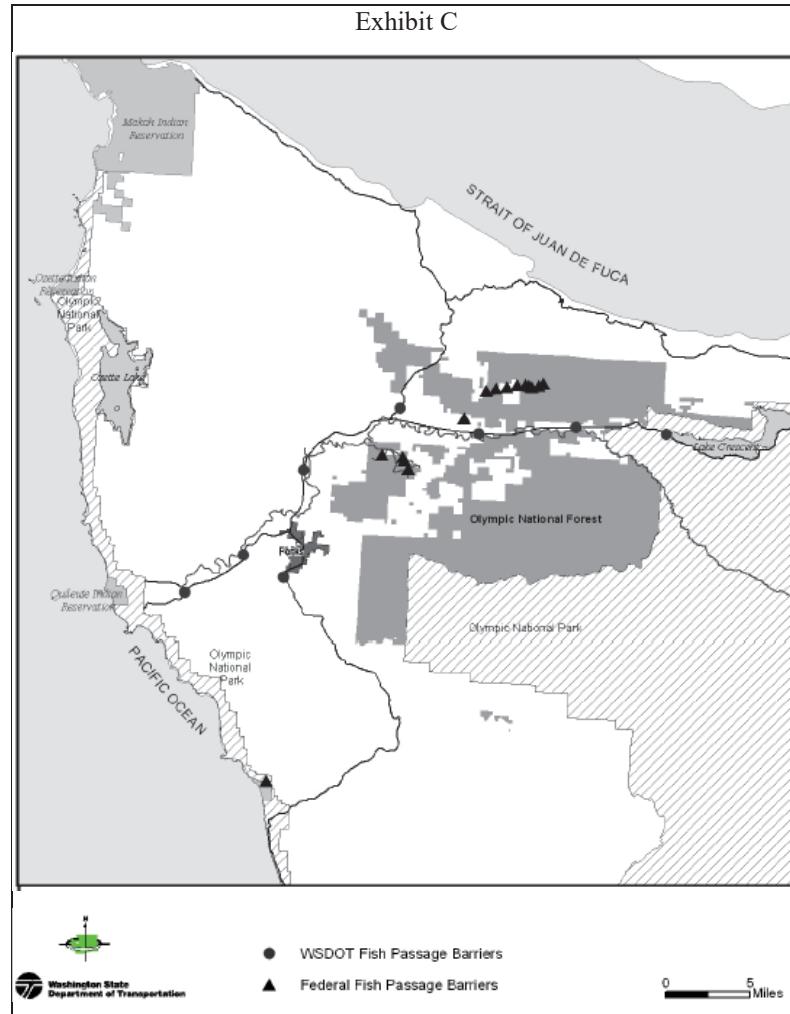 Exhibit C
Makah Indian
Reservation
STRAIT OF JUAN DE FUCA
Reservation
Olympic
National
Park
Ozette Lake
Lake Crescent
Olympic National Forest
Forks
Quileute Indian
Reservation
Olympic National Park
Olympic
National
Park
PACIFIC OCEAN
N
WSDOT Fish Passage Barriers
Washington State
Department of Transportation
Federal Fish Passage Barriers
0 5
Miles